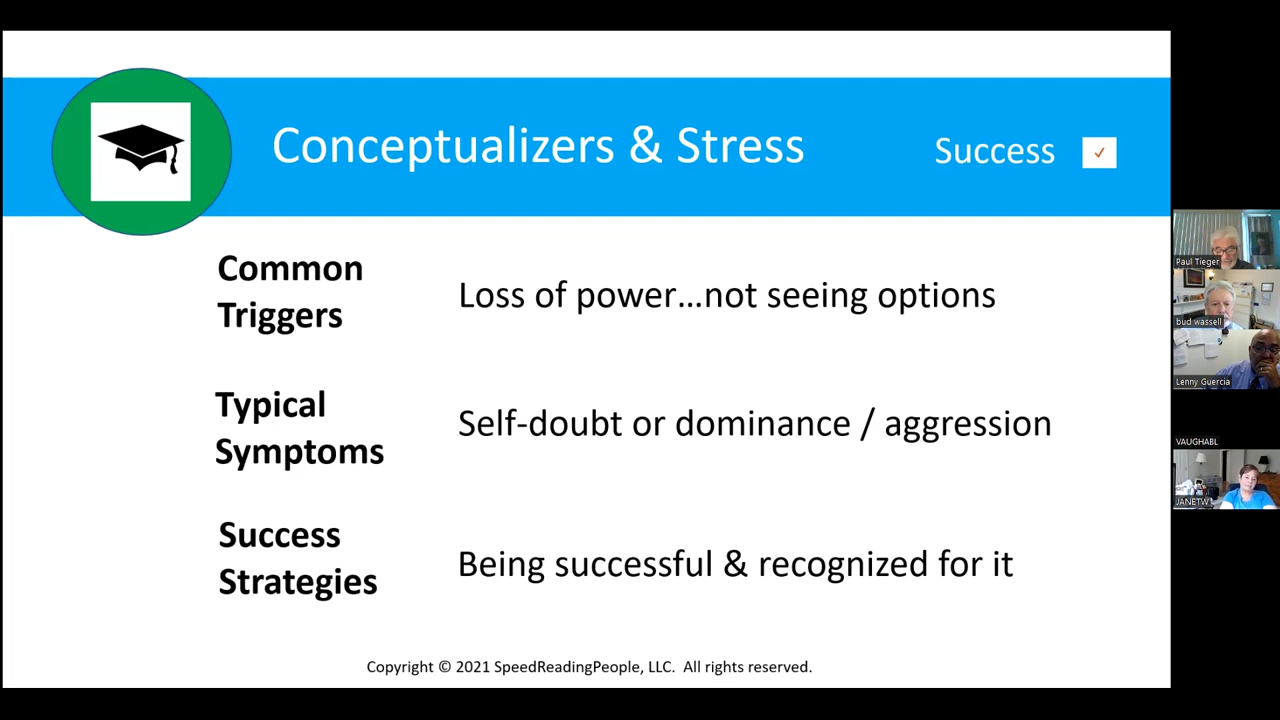 Conceptualizers & Stress
Success ✓
Common
Triggers
Loss of power...not seeing options
Typical
Symptoms
Self-doubt or dominance / aggression
Success
Strategies
Being successful & recognized for it
Copyright © 2021 SpeedReadingPeople, LLC. All rights reserved.
Paul Tieger
bud wassell
Lenny Guercia
VAUGHABL
JANETW